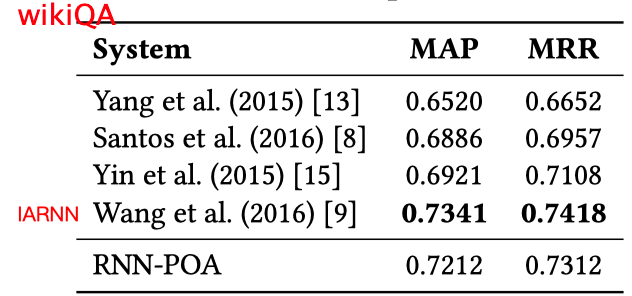 wikiQA
System MAP MRR
Yang et al. (2015) [13] 0.6520 0.6652
Santos et al. (2016) [8] 0.6886 0.6957
Yin et al. (2015) [15] 0.6921 0.7108
IARNN Wang et al. (2016) [9] 0.7341 0.7418
RNN-POA 0.7212 0.7312